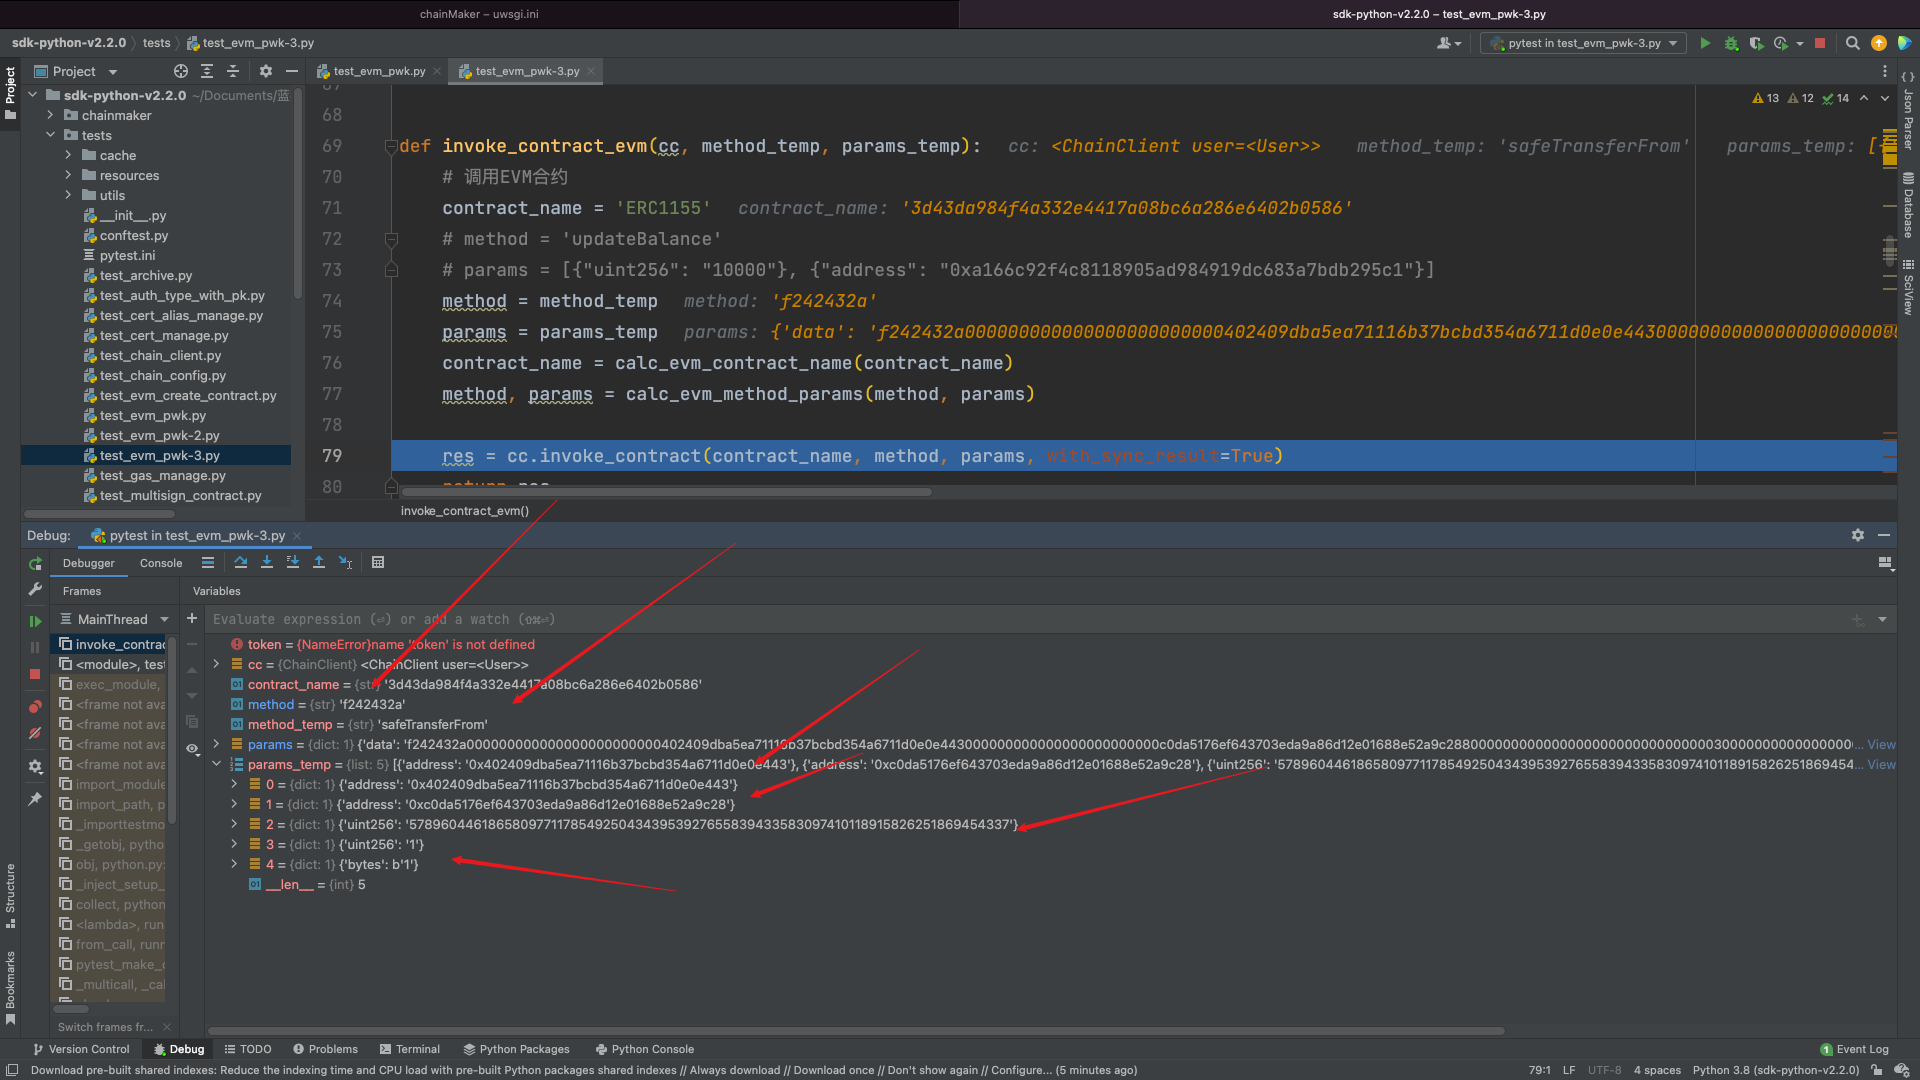 chainMaker – uwsgi.ini
sdk-python-v2.2.0 – test_evm_pwk-3.py
sdk-python-v2.2.0 〉 tests 〉 test_evm_pwk-3.py
pytest in test_evm_pwk-3.py
Project
Project
test_evm_pwk.py
test_evm_pwk-3.py
sdk-python-v2.2.0 ~/Documents/蓝
chainmaker
tests
cache
resources
utils
__init__.py
conftest.py
pytest.ini
test_archive.py
test_auth_type_with_pk.py
test_cert_alias_manage.py
test_cert_manage.py
test_chain_client.py
test_chain_config.py
test_evm_create_contract.py
test_evm_pwk.py
test_evm_pwk-2.py
test_evm_pwk-3.py
test_gas_manage.py
test_multisign_contract.py
13 12 14
68
69 def invoke_contract_evm(cc, method_temp, params_temp): cc: <ChainClient user=<User>> method_temp: 'safeTransferFrom' params_temp: [
70 # 调用EVM合约
71 contract_name = 'ERC1155' contract_name: '3d43da984f4a332e4417a08bc6a286e6402b0586'
72 # method = 'updateBalance'
73 # params = [{"uint256": "10000"}, {"address": "0xa166c92f4c8118905ad984919dc683a7bdb295c1"}]
74 method = method_temp method: 'f242432a'
75 params = params_temp params: {'data': 'f242432a000000000000000000000000402409dba5ea71116b37bcbd354a6711d0e0e443000000000000000000000000
76 contract_name = calc_evm_contract_name(contract_name)
77 method, params = calc_evm_method_params(method, params)
78
79 res = cc.invoke_contract(contract_name, method, params, with_sync_result=True)
80 return res
invoke_contract_evm()
Json Parser
Database
SciView
Debug: pytest in test_evm_pwk-3.py
Debugger Console
Frames Variables
MainThread
Evaluate expression (⏎) or add a watch (⇧⌘⏎)
invoke_contrac
<module>, test
exec_module,
<frame not ava
<frame not ava
<frame not ava
<frame not ava
import_module
import_path, p
_importtestmo
_getobj, pytho
obj, python.py:
_inject_setup_
collect, python
<lambda>, run
from_call, runn
pytest_make_c
_multicall, _cal
Switch frames fr...
token = {NameError}name 'token' is not defined
cc = {ChainClient} <ChainClient user=<User>>
contract_name = {str} '3d43da984f4a332e4417a08bc6a286e6402b0586'
method = {str} 'f242432a'
method_temp = {str} 'safeTransferFrom'
params = {dict: 1} {'data': 'f242432a000000000000000000000000402409dba5ea71116b37bcbd354a6711d0e0e443000000000000000000000000c0da5176ef643703eda9a86d12e01688e52a9c2880000000000000000000000000000000300000000000000... View
params_temp = {list: 5} [{'address': '0x402409dba5ea71116b37bcbd354a6711d0e0e443'}, {'address': '0xc0da5176ef643703eda9a86d12e01688e52a9c28'}, {'uint256': '5789604461865809771178549250434395392765583943358309741011891582625186945... View
0 = {dict: 1} {'address': '0x402409dba5ea71116b37bcbd354a6711d0e0e443'}
1 = {dict: 1} {'address': '0xc0da5176ef643703eda9a86d12e01688e52a9c28'}
2 = {dict: 1} {'uint256': '57896044618658097711785492504343953927655839433583097410118915826251869454337'}
3 = {dict: 1} {'uint256': '1'}
4 = {dict: 1} {'bytes': b'1'}
__len__ = {int} 5
Structure
Bookmarks
Version Control Debug TODO Problems Terminal Python Packages Python Console
1 Event Log
Download pre-built shared indexes: Reduce the indexing time and CPU load with pre-built Python packages shared indexes // Always download // Download once // Don't show again // Configure... (5 minutes ago)
79:1 LF UTF-8 4 spaces Python 3.8 (sdk-python-v2.2.0)